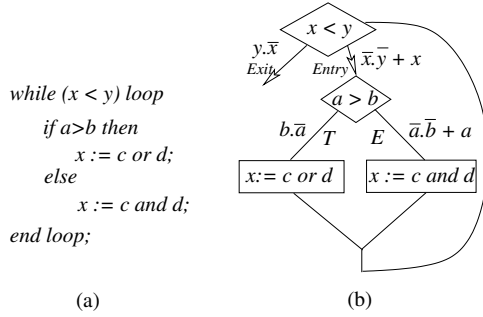 while (x < y) loop
if a>b then
x := c or d;
else
x := c and d;
end loop;
(a)
x < y
y.x̅
x̅.y̅ + x
Exit
Entry
a > b
b.a̅
T
E
a̅.b̅ + a
x:= c or d
x := c and d
(b)